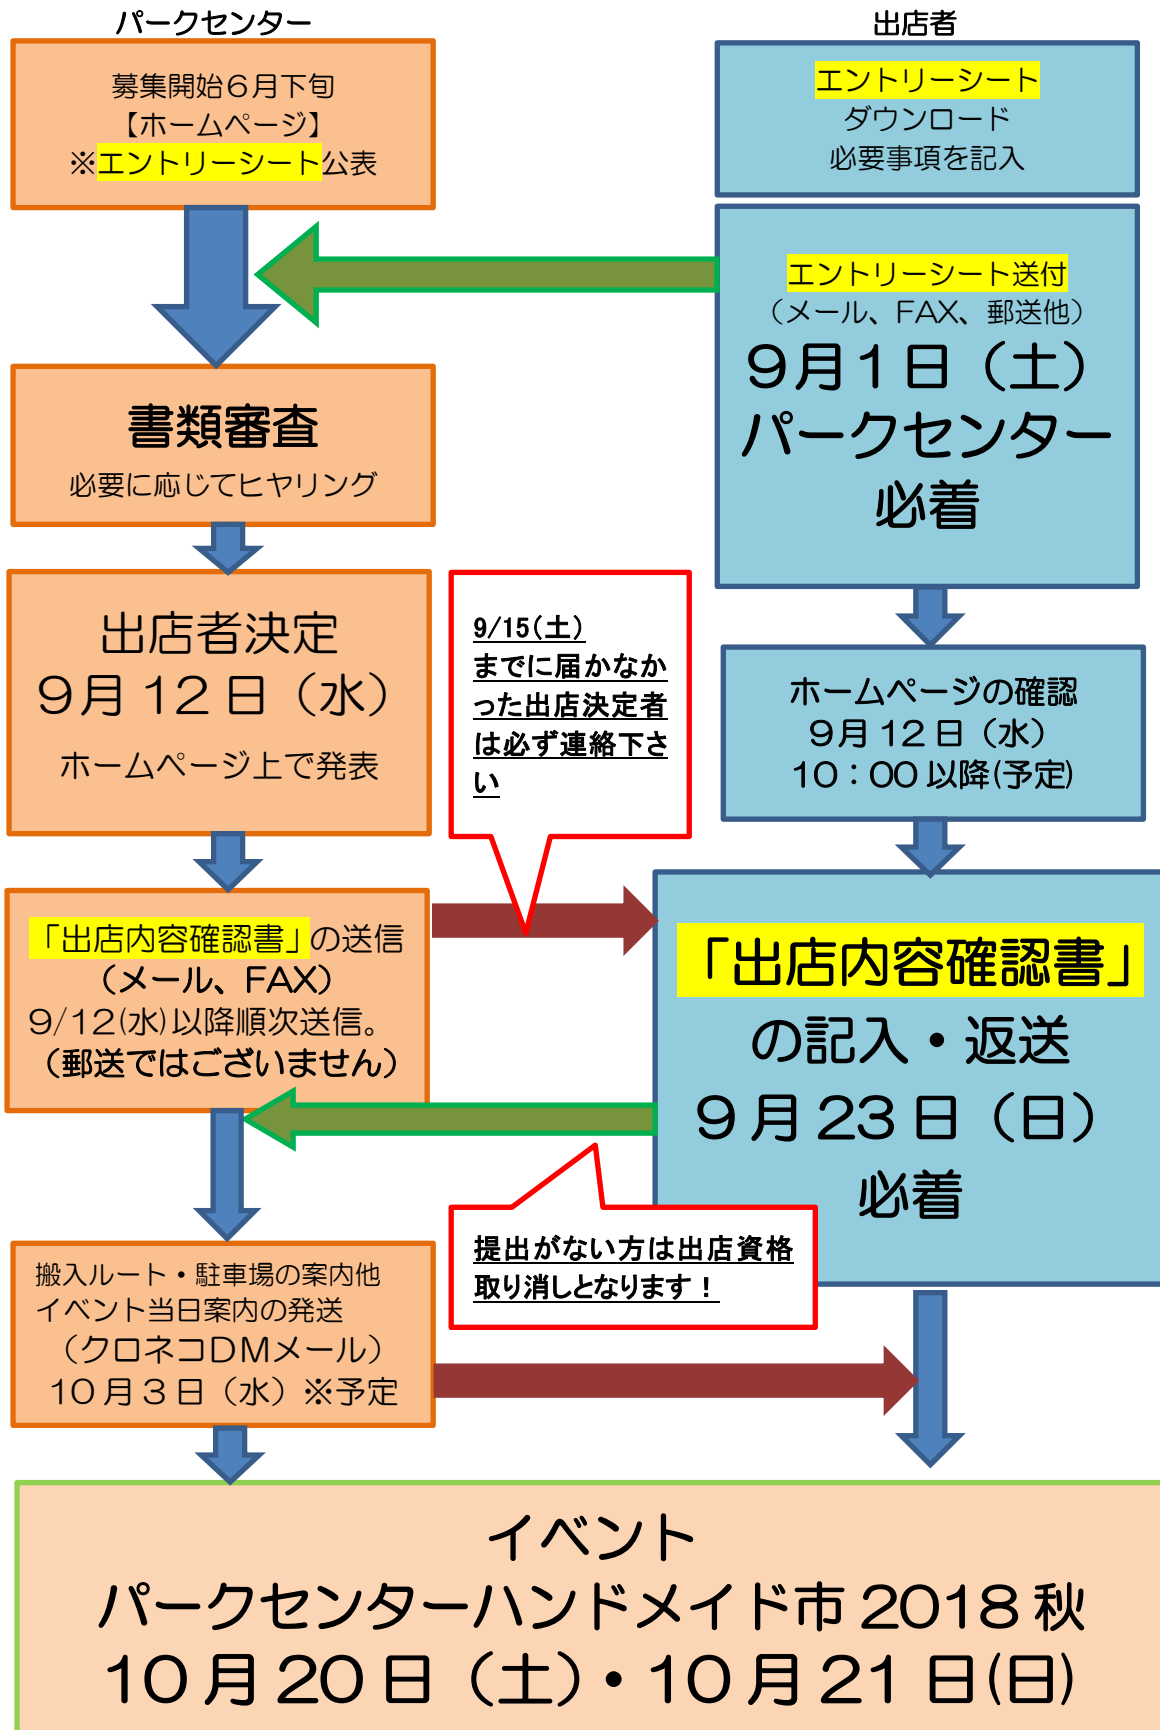 パークセンター
出店者
募集開始６月下旬
【ホームページ】
※エントリーシート公表
エントリーシート
ダウンロード
必要事項を記入
エントリーシート送付
（メール、FAX、郵送他）
９月１日（土）
パークセンター
必着
書類審査
必要に応じてヒヤリング
出店者決定
９月12日（水）
ホームページ上で発表
9/15(土)
までに届かなか
った出店決定者
は必ず連絡下さ
い
ホームページの確認
９月12日（水）
10：00以降(予定)
「出店内容確認書」の送信
（メール、FAX）
9/12(水)以降順次送信。
（郵送ではございません）
「出店内容確認書」
の記入・返送
９月23日（日）
必着
提出がない方は出店資格
取り消しとなります！
搬入ルート・駐車場の案内他
イベント当日案内の発送
（クロネコDMメール）
10月３日（水）※予定
イベント
パークセンターハンドメイド市2018秋
10月20日（土）・10月21日(日)